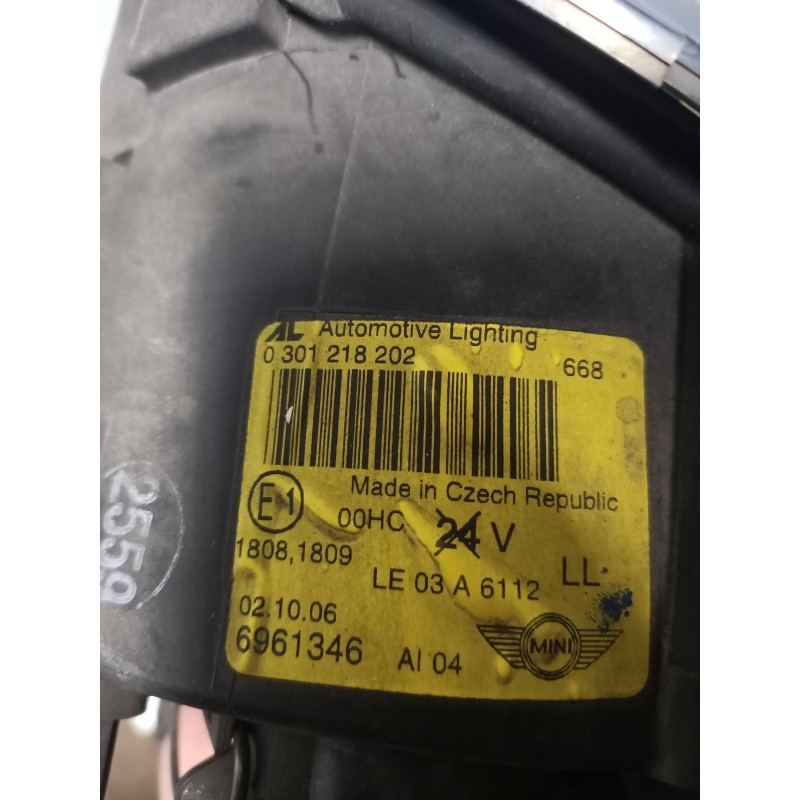 AL Automotive Lighting
0 301 218 202
668
Made in Czech Republic
E1
00HC 24 V
1808,1809
LE 03 A 6112 LL
02.10.06
6961346 AI 04
MINI
2559